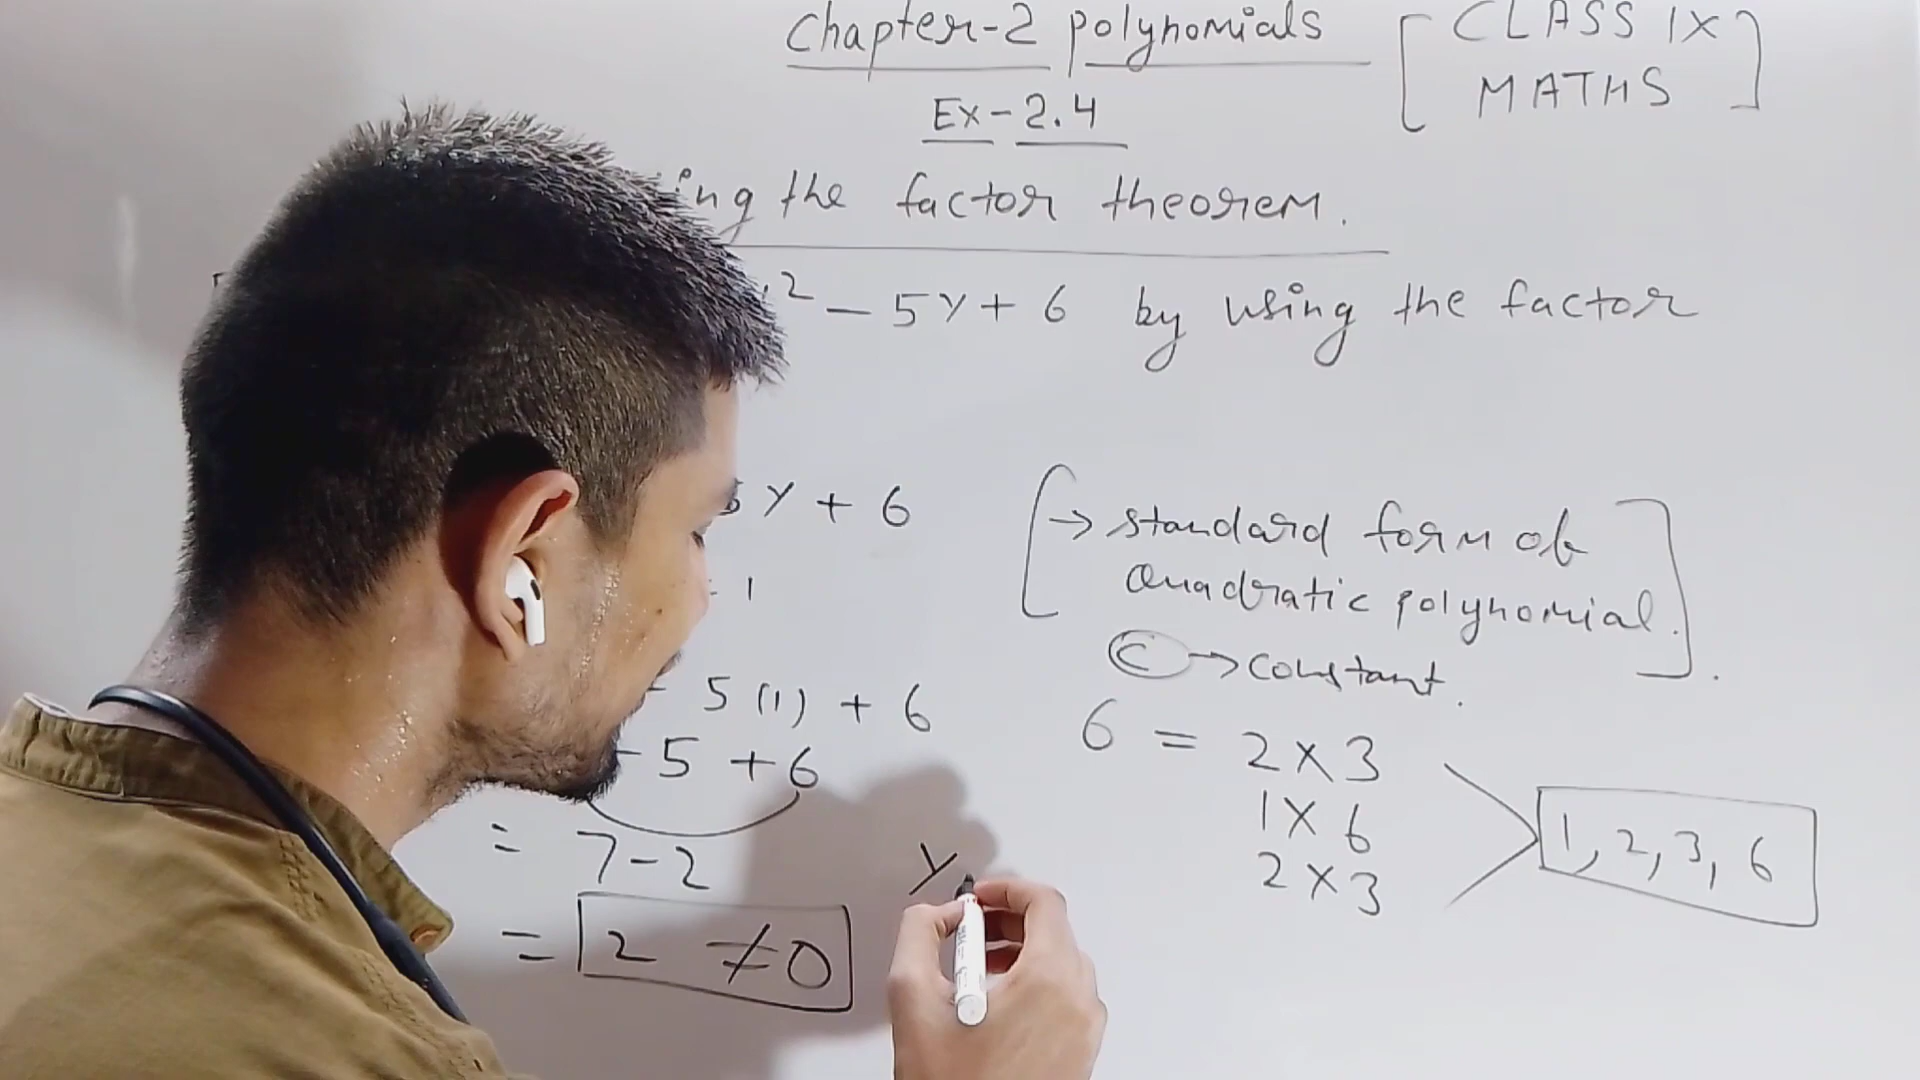 Chapter-2 polynomials
[CLASS IX
MATHS]
Ex-2.4
ing the factor theorem.
² - 5y + 6 by using the factor
5y + 6
1
- 5(1) + 6
- 5 + 6
= 7-2
= 2 ≠ 0
y
[→ standard form of
quadratic polynomial.
c → constant.]
6 = 2 x 3
1 x 6
2 x 3
1, 2, 3, 6